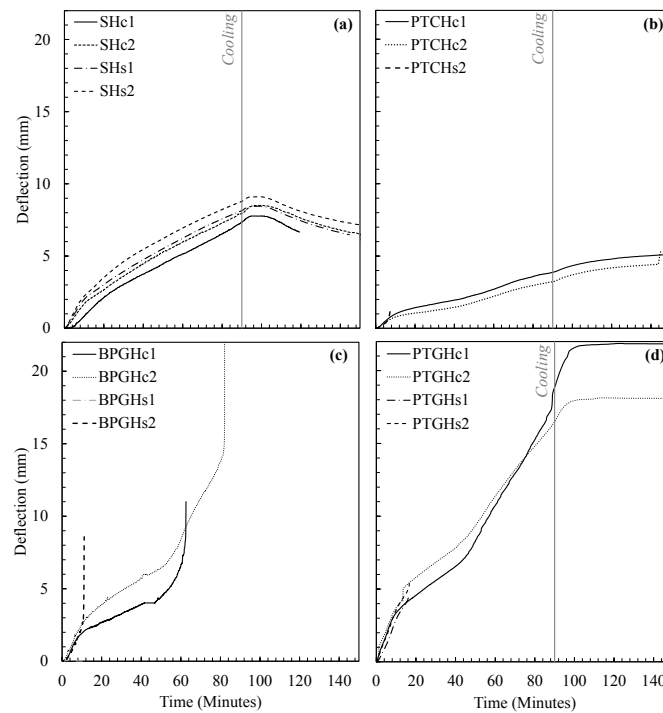 SHc1
SHc2
SHs1
SHs2
Cooling
(a)
PTCHc1
PTCHc2
PTCHs2
Cooling
(b)
20
15
10
5
0
Deflection (mm)
BPGHc1
BPGHc2
BPGHs1
BPGHs2
(c)
PTGHc1
PTGHc2
PTGHs1
PTGHs2
Cooling
(d)
20
15
10
5
0
Deflection (mm)
0 20 40 60 80 100 120 140
0 20 40 60 80 100 120 140
Time (Minutes)
Time (Minutes)